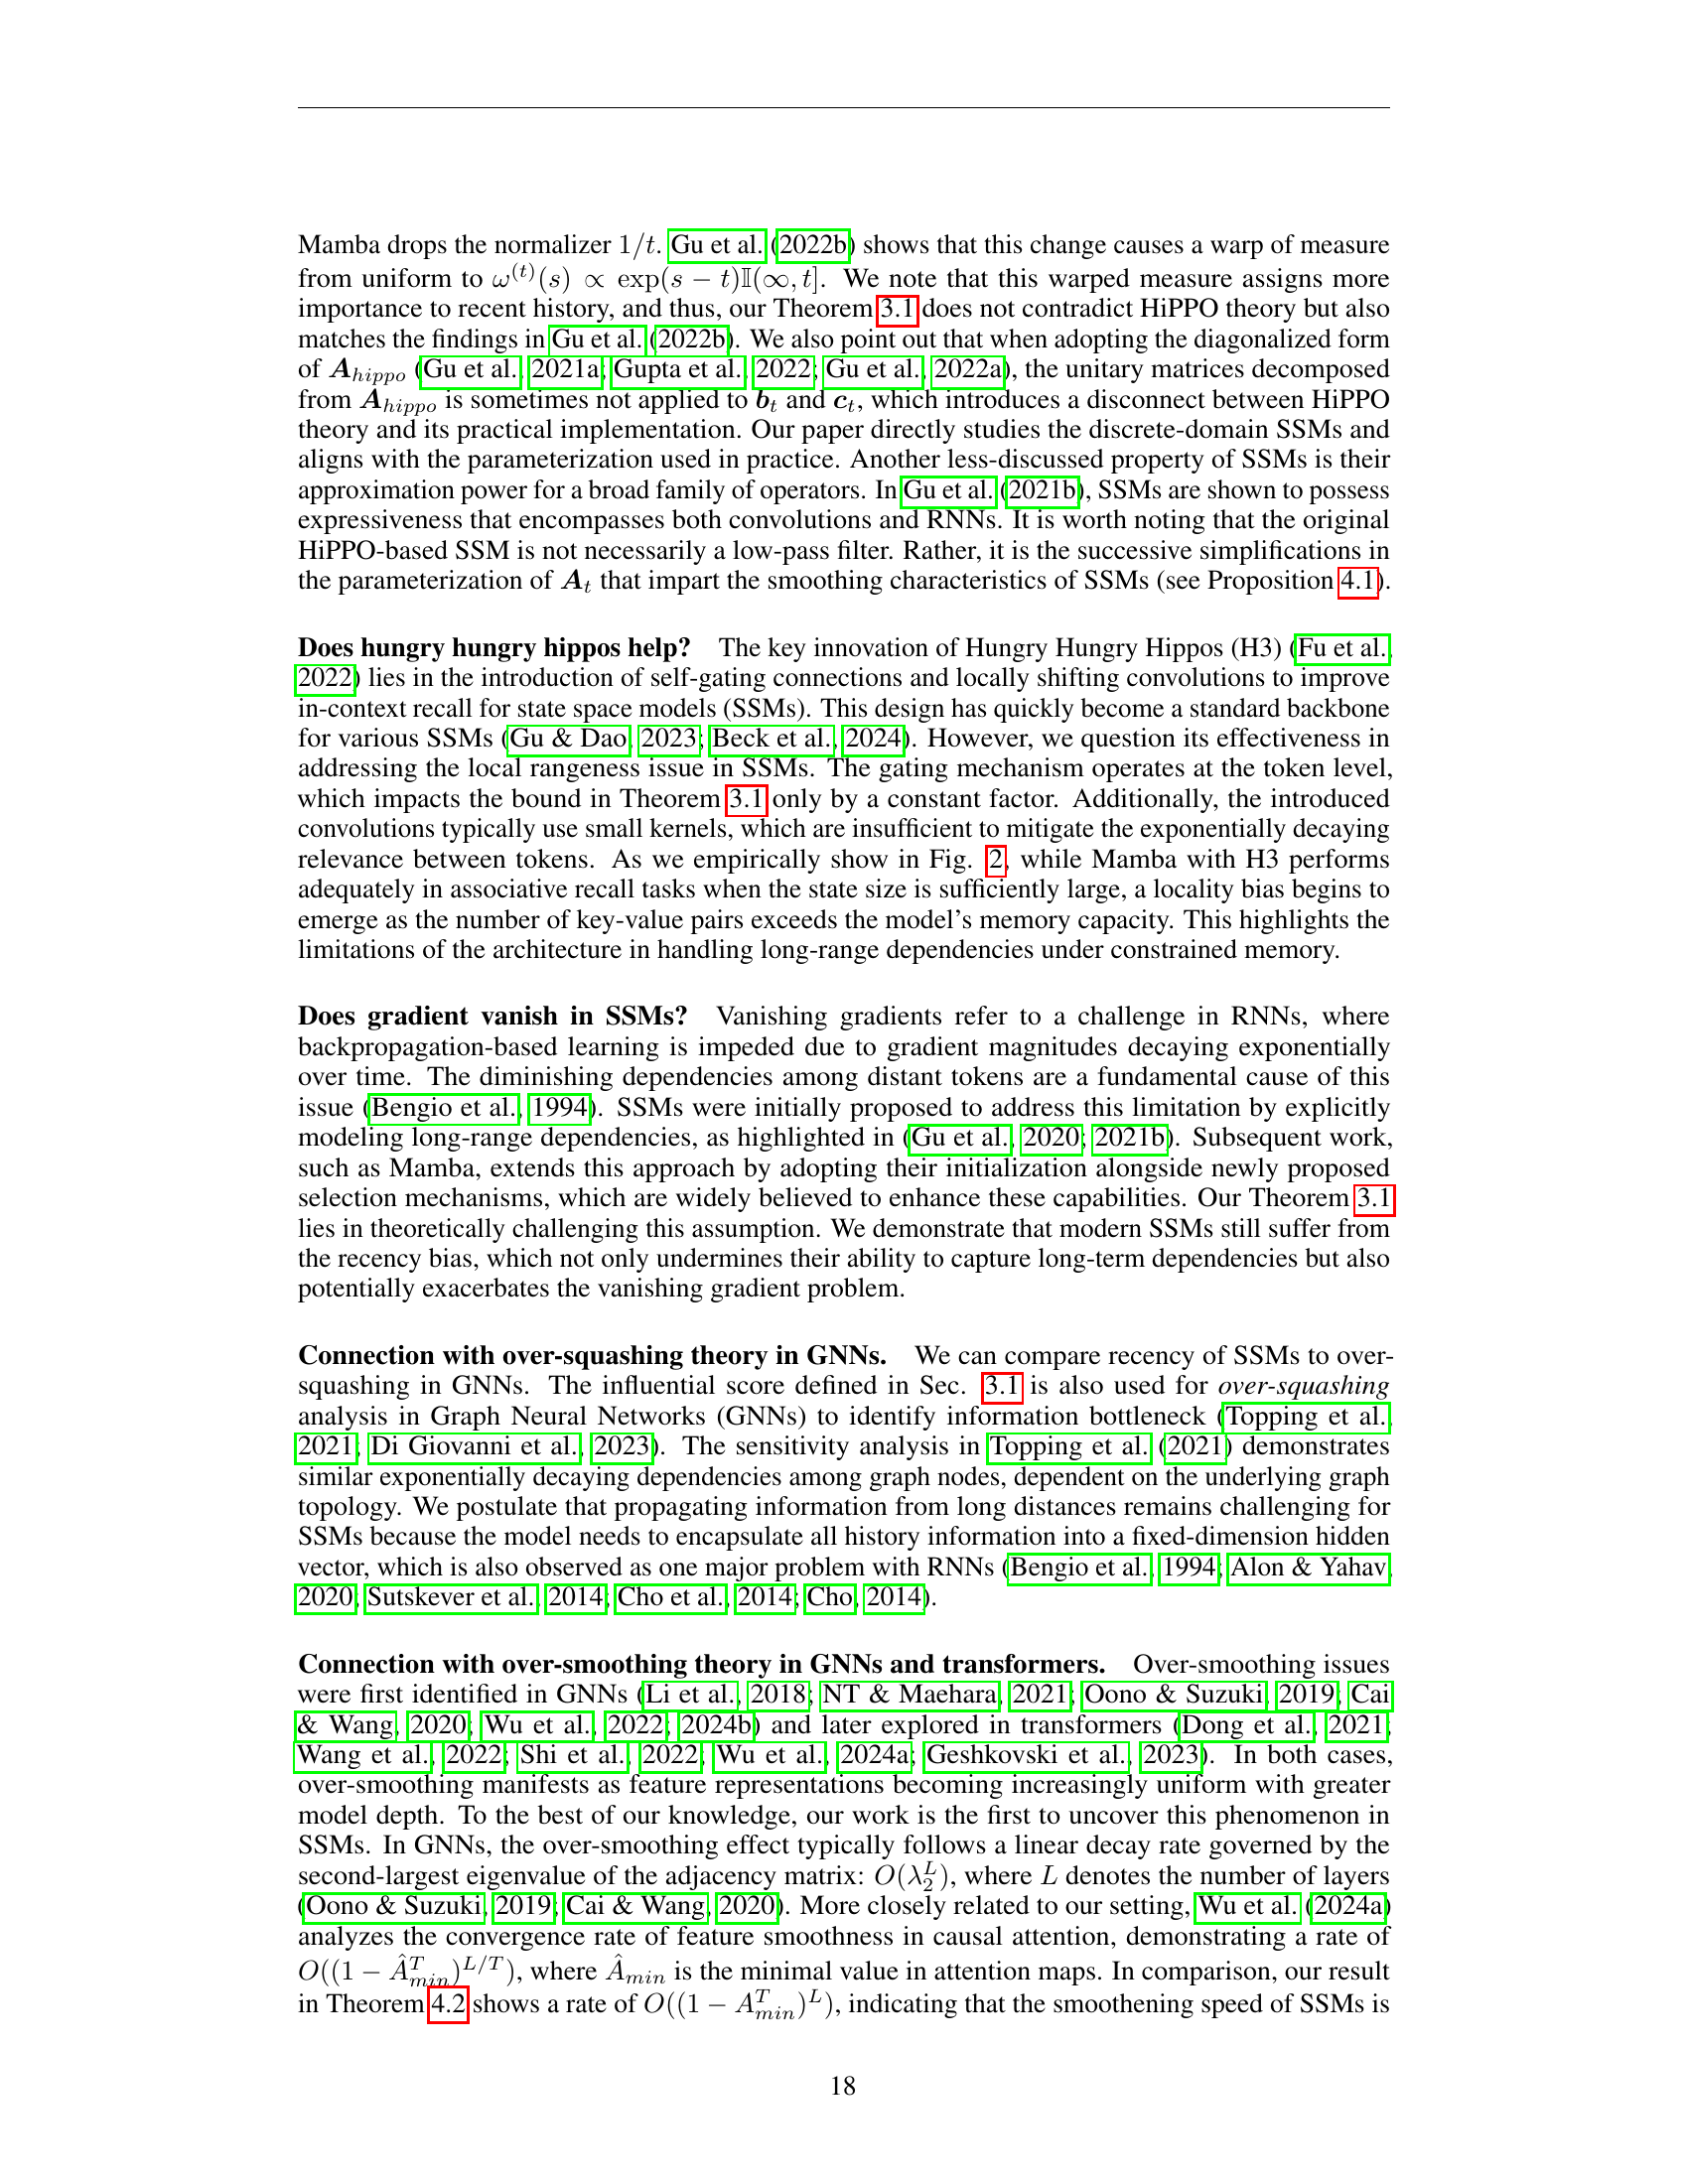 Mamba drops the normalizer 1/t. Gu et al. (2022b) shows that this change causes a warp of measure
from uniform to ω^(t)(s) ∝ exp(s − t)𝕀(∞, t]. We note that this warped measure assigns more
importance to recent history, and thus, our Theorem 3.1 does not contradict HiPPO theory but also
matches the findings in Gu et al. (2022b). We also point out that when adopting the diagonalized form
of A_hippo (Gu et al., 2021a; Gupta et al., 2022; Gu et al., 2022a), the unitary matrices decomposed
from A_hippo is sometimes not applied to b_t and c_t, which introduces a disconnect between HiPPO
theory and its practical implementation. Our paper directly studies the discrete-domain SSMs and
aligns with the parameterization used in practice. Another less-discussed property of SSMs is their
approximation power for a broad family of operators. In Gu et al. (2021b), SSMs are shown to possess
expressiveness that encompasses both convolutions and RNNs. It is worth noting that the original
HiPPO-based SSM is not necessarily a low-pass filter. Rather, it is the successive simplifications in
the parameterization of A_t that impart the smoothing characteristics of SSMs (see Proposition 4.1).
Does hungry hungry hippos help? The key innovation of Hungry Hungry Hippos (H3) (Fu et al.,
2022) lies in the introduction of self-gating connections and locally shifting convolutions to improve
in-context recall for state space models (SSMs). This design has quickly become a standard backbone
for various SSMs (Gu & Dao, 2023; Beck et al., 2024). However, we question its effectiveness in
addressing the local rangeness issue in SSMs. The gating mechanism operates at the token level,
which impacts the bound in Theorem 3.1 only by a constant factor. Additionally, the introduced
convolutions typically use small kernels, which are insufficient to mitigate the exponentially decaying
relevance between tokens. As we empirically show in Fig. 2, while Mamba with H3 performs
adequately in associative recall tasks when the state size is sufficiently large, a locality bias begins to
emerge as the number of key-value pairs exceeds the model's memory capacity. This highlights the
limitations of the architecture in handling long-range dependencies under constrained memory.
Does gradient vanish in SSMs? Vanishing gradients refer to a challenge in RNNs, where
backpropagation-based learning is impeded due to gradient magnitudes decaying exponentially
over time. The diminishing dependencies among distant tokens are a fundamental cause of this
issue (Bengio et al., 1994). SSMs were initially proposed to address this limitation by explicitly
modeling long-range dependencies, as highlighted in (Gu et al., 2020; 2021b). Subsequent work,
such as Mamba, extends this approach by adopting their initialization alongside newly proposed
selection mechanisms, which are widely believed to enhance these capabilities. Our Theorem 3.1
lies in theoretically challenging this assumption. We demonstrate that modern SSMs still suffer from
the recency bias, which not only undermines their ability to capture long-term dependencies but also
potentially exacerbates the vanishing gradient problem.
Connection with over-squashing theory in GNNs. We can compare recency of SSMs to over-
squashing in GNNs. The influential score defined in Sec. 3.1 is also used for over-squashing
analysis in Graph Neural Networks (GNNs) to identify information bottleneck (Topping et al.,
2021; Di Giovanni et al., 2023). The sensitivity analysis in Topping et al. (2021) demonstrates
similar exponentially decaying dependencies among graph nodes, dependent on the underlying graph
topology. We postulate that propagating information from long distances remains challenging for
SSMs because the model needs to encapsulate all history information into a fixed-dimension hidden
vector, which is also observed as one major problem with RNNs (Bengio et al., 1994; Alon & Yahav,
2020; Sutskever et al., 2014; Cho et al., 2014; Cho, 2014).
Connection with over-smoothing theory in GNNs and transformers. Over-smoothing issues
were first identified in GNNs (Li et al., 2018; NT & Maehara, 2021; Oono & Suzuki, 2019; Cai
& Wang, 2020; Wu et al., 2022; 2024b) and later explored in transformers (Dong et al., 2021;
Wang et al., 2022; Shi et al., 2022; Wu et al., 2024a; Geshkovski et al., 2023). In both cases,
over-smoothing manifests as feature representations becoming increasingly uniform with greater
model depth. To the best of our knowledge, our work is the first to uncover this phenomenon in
SSMs. In GNNs, the over-smoothing effect typically follows a linear decay rate governed by the
second-largest eigenvalue of the adjacency matrix: O(λ_2^L), where L denotes the number of layers
(Oono & Suzuki, 2019; Cai & Wang, 2020). More closely related to our setting, Wu et al. (2024a)
analyzes the convergence rate of feature smoothness in causal attention, demonstrating a rate of
O((1 − Â_min^T)^{L/T}), where Â_min is the minimal value in attention maps. In comparison, our result
in Theorem 4.2 shows a rate of O((1 − A_min^T)^L), indicating that the smoothening speed of SSMs is
18